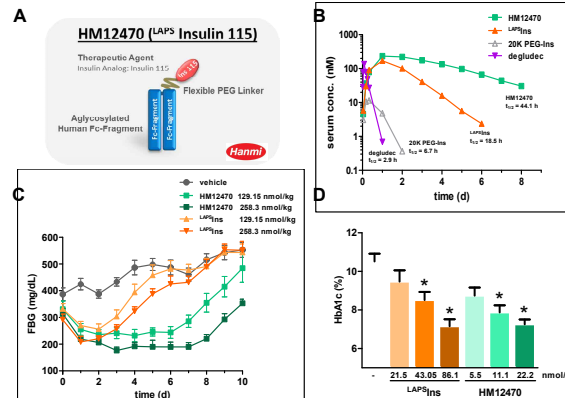 A
HM12470 (LAPS Insulin 115)
Therapeutic Agent
Insulin Analog: Insulin 115
Ins 115
Flexible PEG Linker
Aglycosylated
Human Fc-Fragment
Fc-Fragment
Fc-Fragment
Hanmi
B
HM12470
LAPSIns
20K PEG-Ins
degludec
serum conc. (nM)
1000
100
10
1
0.1
HM12470
t1/2 = 44.1 h
LAPSIns
t1/2 = 18.5 h
20K PEG-Ins
t1/2 = 6.7 h
degludec
t1/2 = 2.9 h
0 2 4 6 8
time (d)
C
vehicle
HM12470 129.15 nmol/kg
HM12470 258.3 nmol/kg
LAPSIns 129.15 nmol/kg
LAPSIns 258.3 nmol/kg
FBG (mg/dL)
600
500
400
300
200
100
0 2 4 6 8 10
time (d)
D
HbA1c (%)
12
10
8
6
* * * *
- 21.5 43.05 86.1 5.5 11.1 22.2 nmol/
LAPSIns HM12470